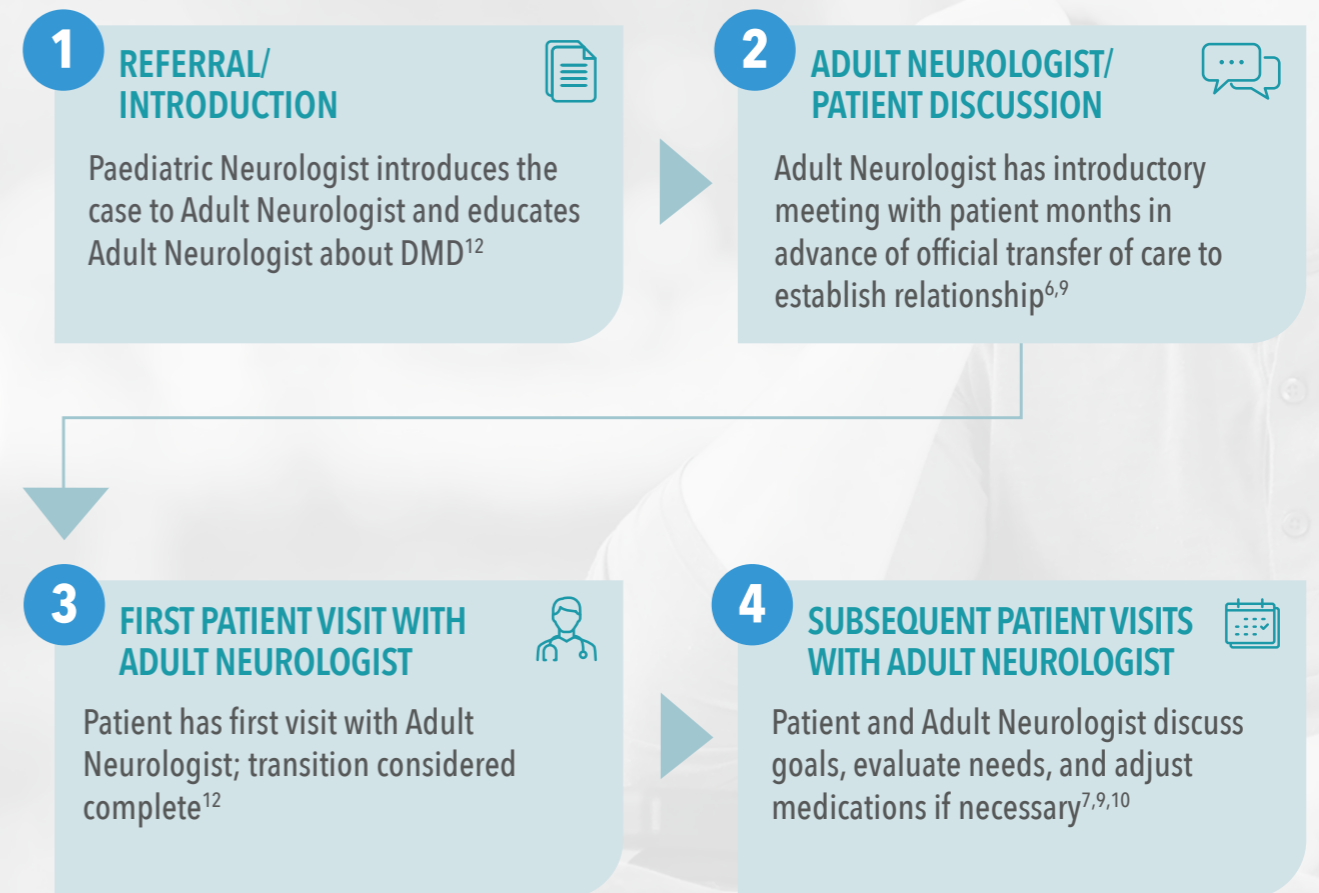 1
REFERRAL/
INTRODUCTION
Paediatric Neurologist introduces the
case to Adult Neurologist and educates
Adult Neurologist about DMD12
2
ADULT NEUROLOGIST/
PATIENT DISCUSSION
Adult Neurologist has introductory
meeting with patient months in
advance of official transfer of care to
establish relationship6,9
3
FIRST PATIENT VISIT WITH
ADULT NEUROLOGIST
Patient has first visit with Adult
Neurologist; transition considered
complete12
4
SUBSEQUENT PATIENT VISITS
WITH ADULT NEUROLOGIST
Patient and Adult Neurologist discuss
goals, evaluate needs, and adjust
medications if necessary7,9,10